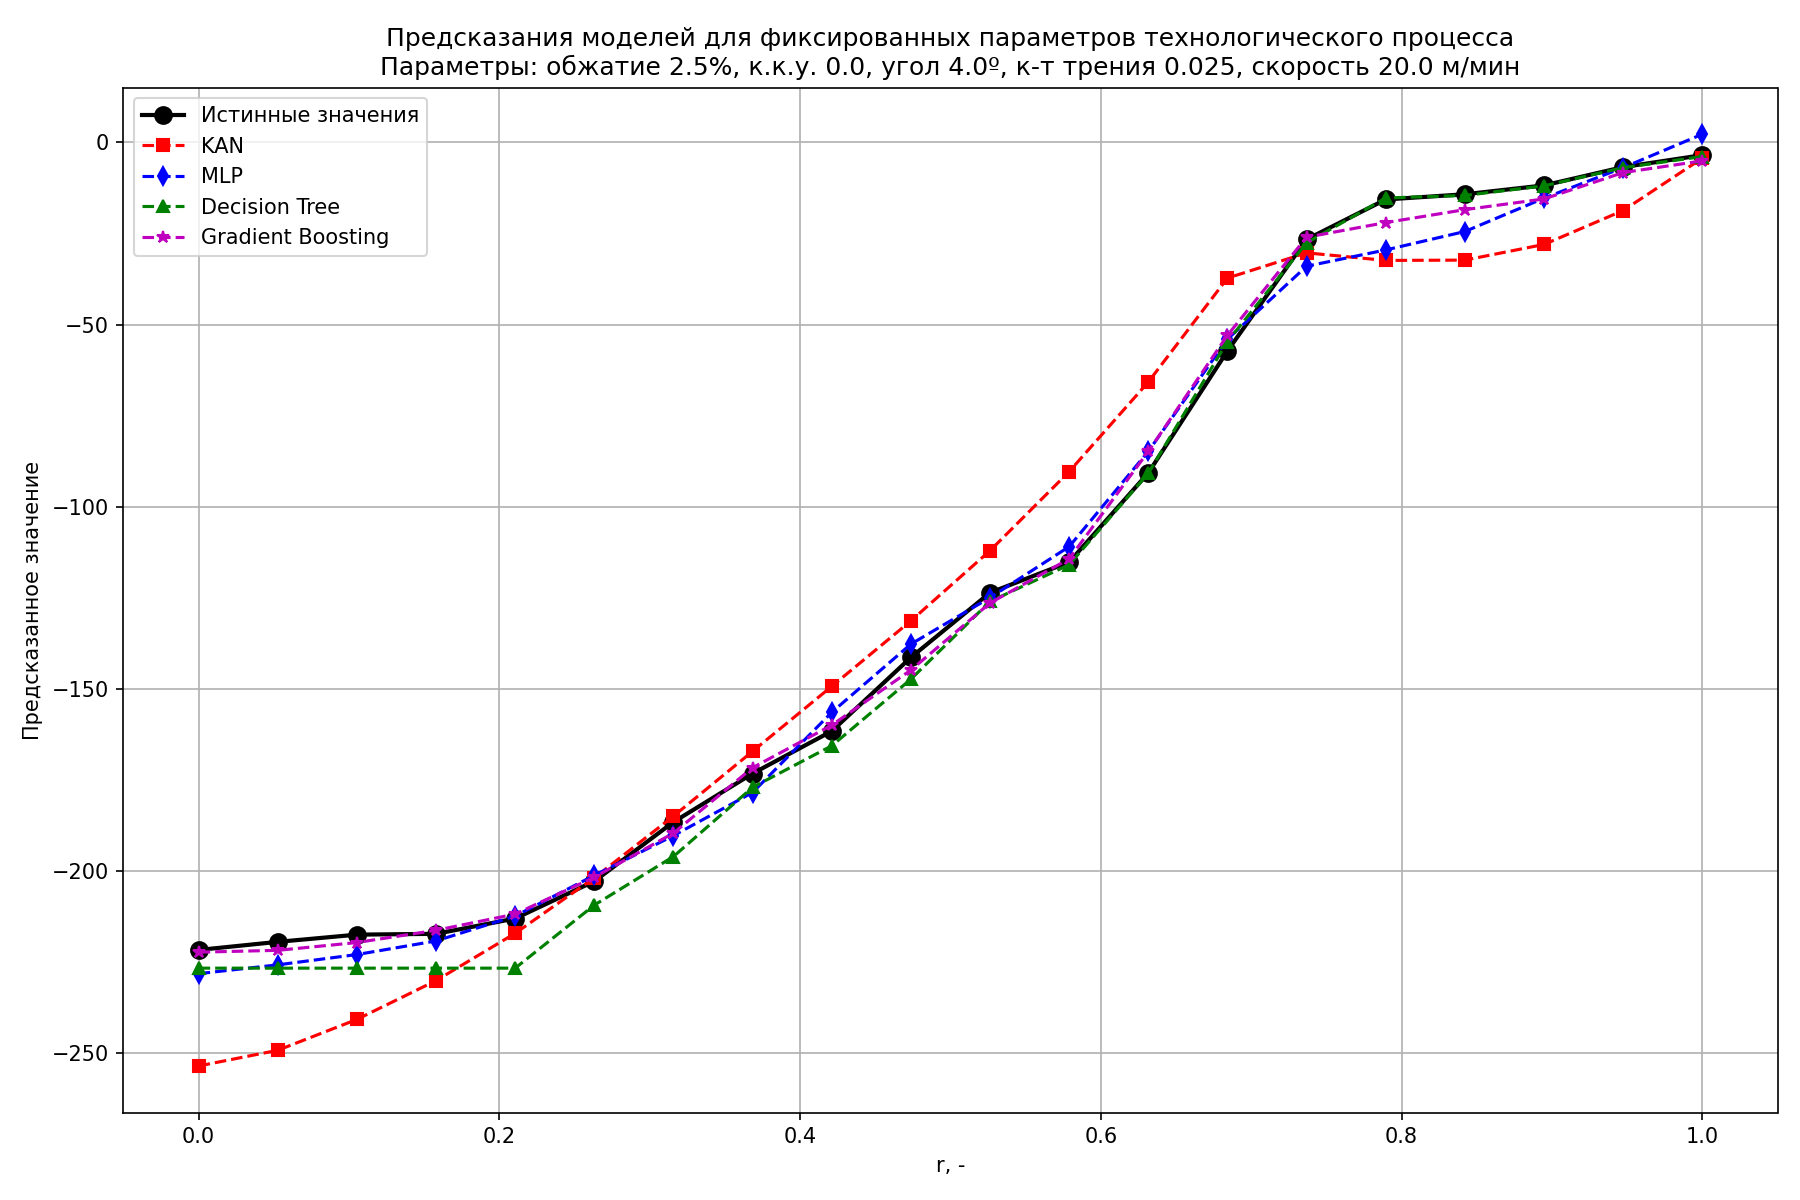 Предсказания моделей для фиксированных параметров технологического процесса
Параметры: обжатие 2.5%, к.к.у. 0.0, угол 4.0º, к-т трения 0.025, скорость 20.0 м/мин
Истинные значения
KAN
MLP
Decision Tree
Gradient Boosting
Предсказанное значение
0
−50
−100
−150
−200
−250
0.0 0.2 0.4 0.6 0.8 1.0
r, -